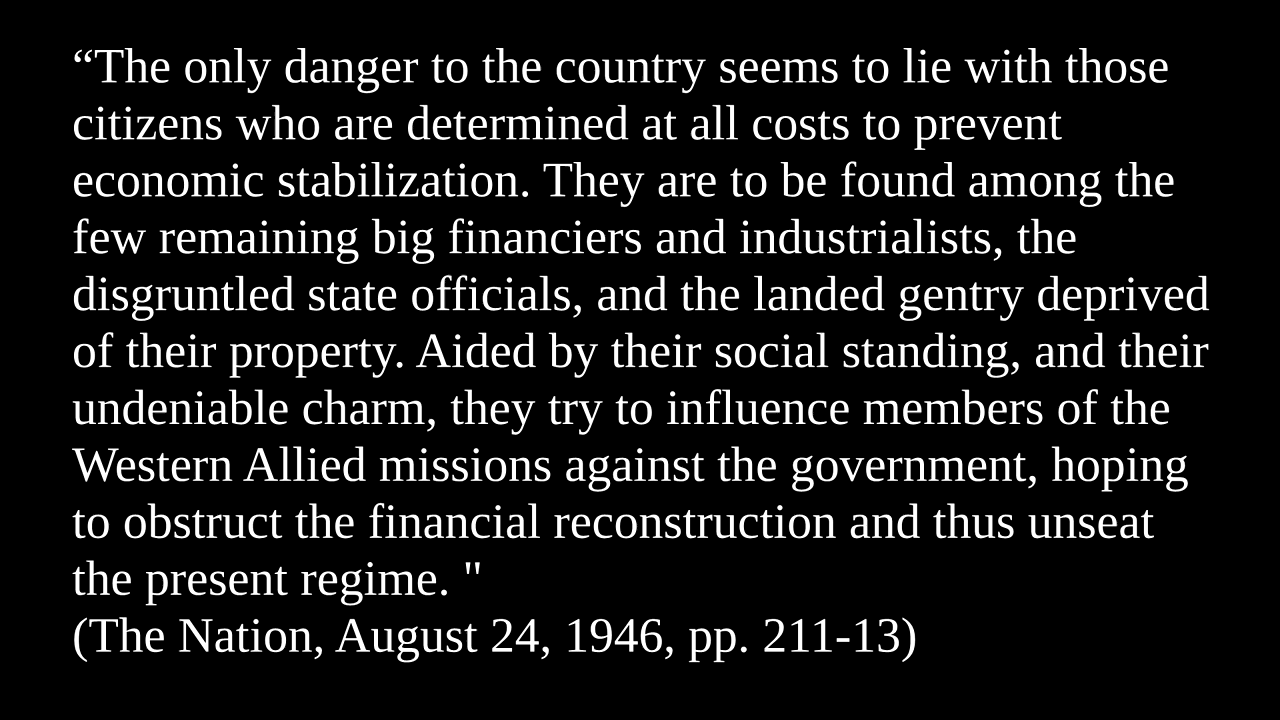 “The only danger to the country seems to lie with those
citizens who are determined at all costs to prevent
economic stabilization. They are to be found among the
few remaining big financiers and industrialists, the
disgruntled state officials, and the landed gentry deprived
of their property. Aided by their social standing, and their
undeniable charm, they try to influence members of the
Western Allied missions against the government, hoping
to obstruct the financial reconstruction and thus unseat
the present regime. "
(The Nation, August 24, 1946, pp. 211-13)